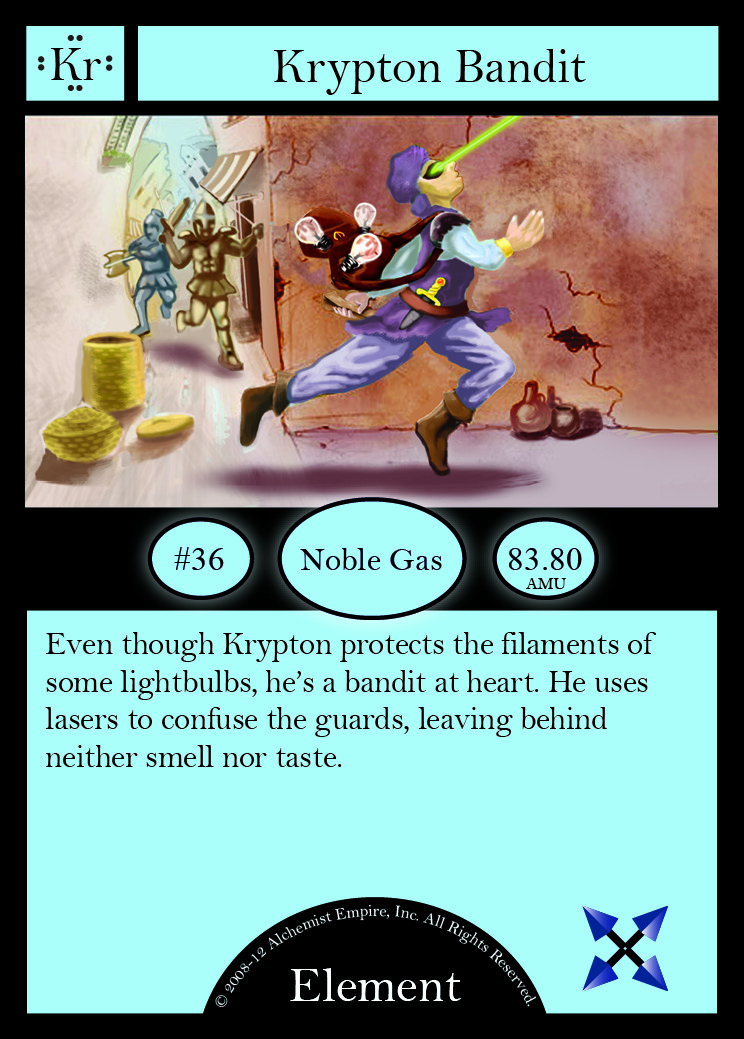 Kr
Krypton Bandit
#36
Noble Gas
83.80
AMU
Even though Krypton protects the filaments of
some lightbulbs, he’s a bandit at heart. He uses
lasers to confuse the guards, leaving behind
neither smell nor taste.
© 2008-12 Alchemist Empire, Inc. All Rights Reserved.
Element